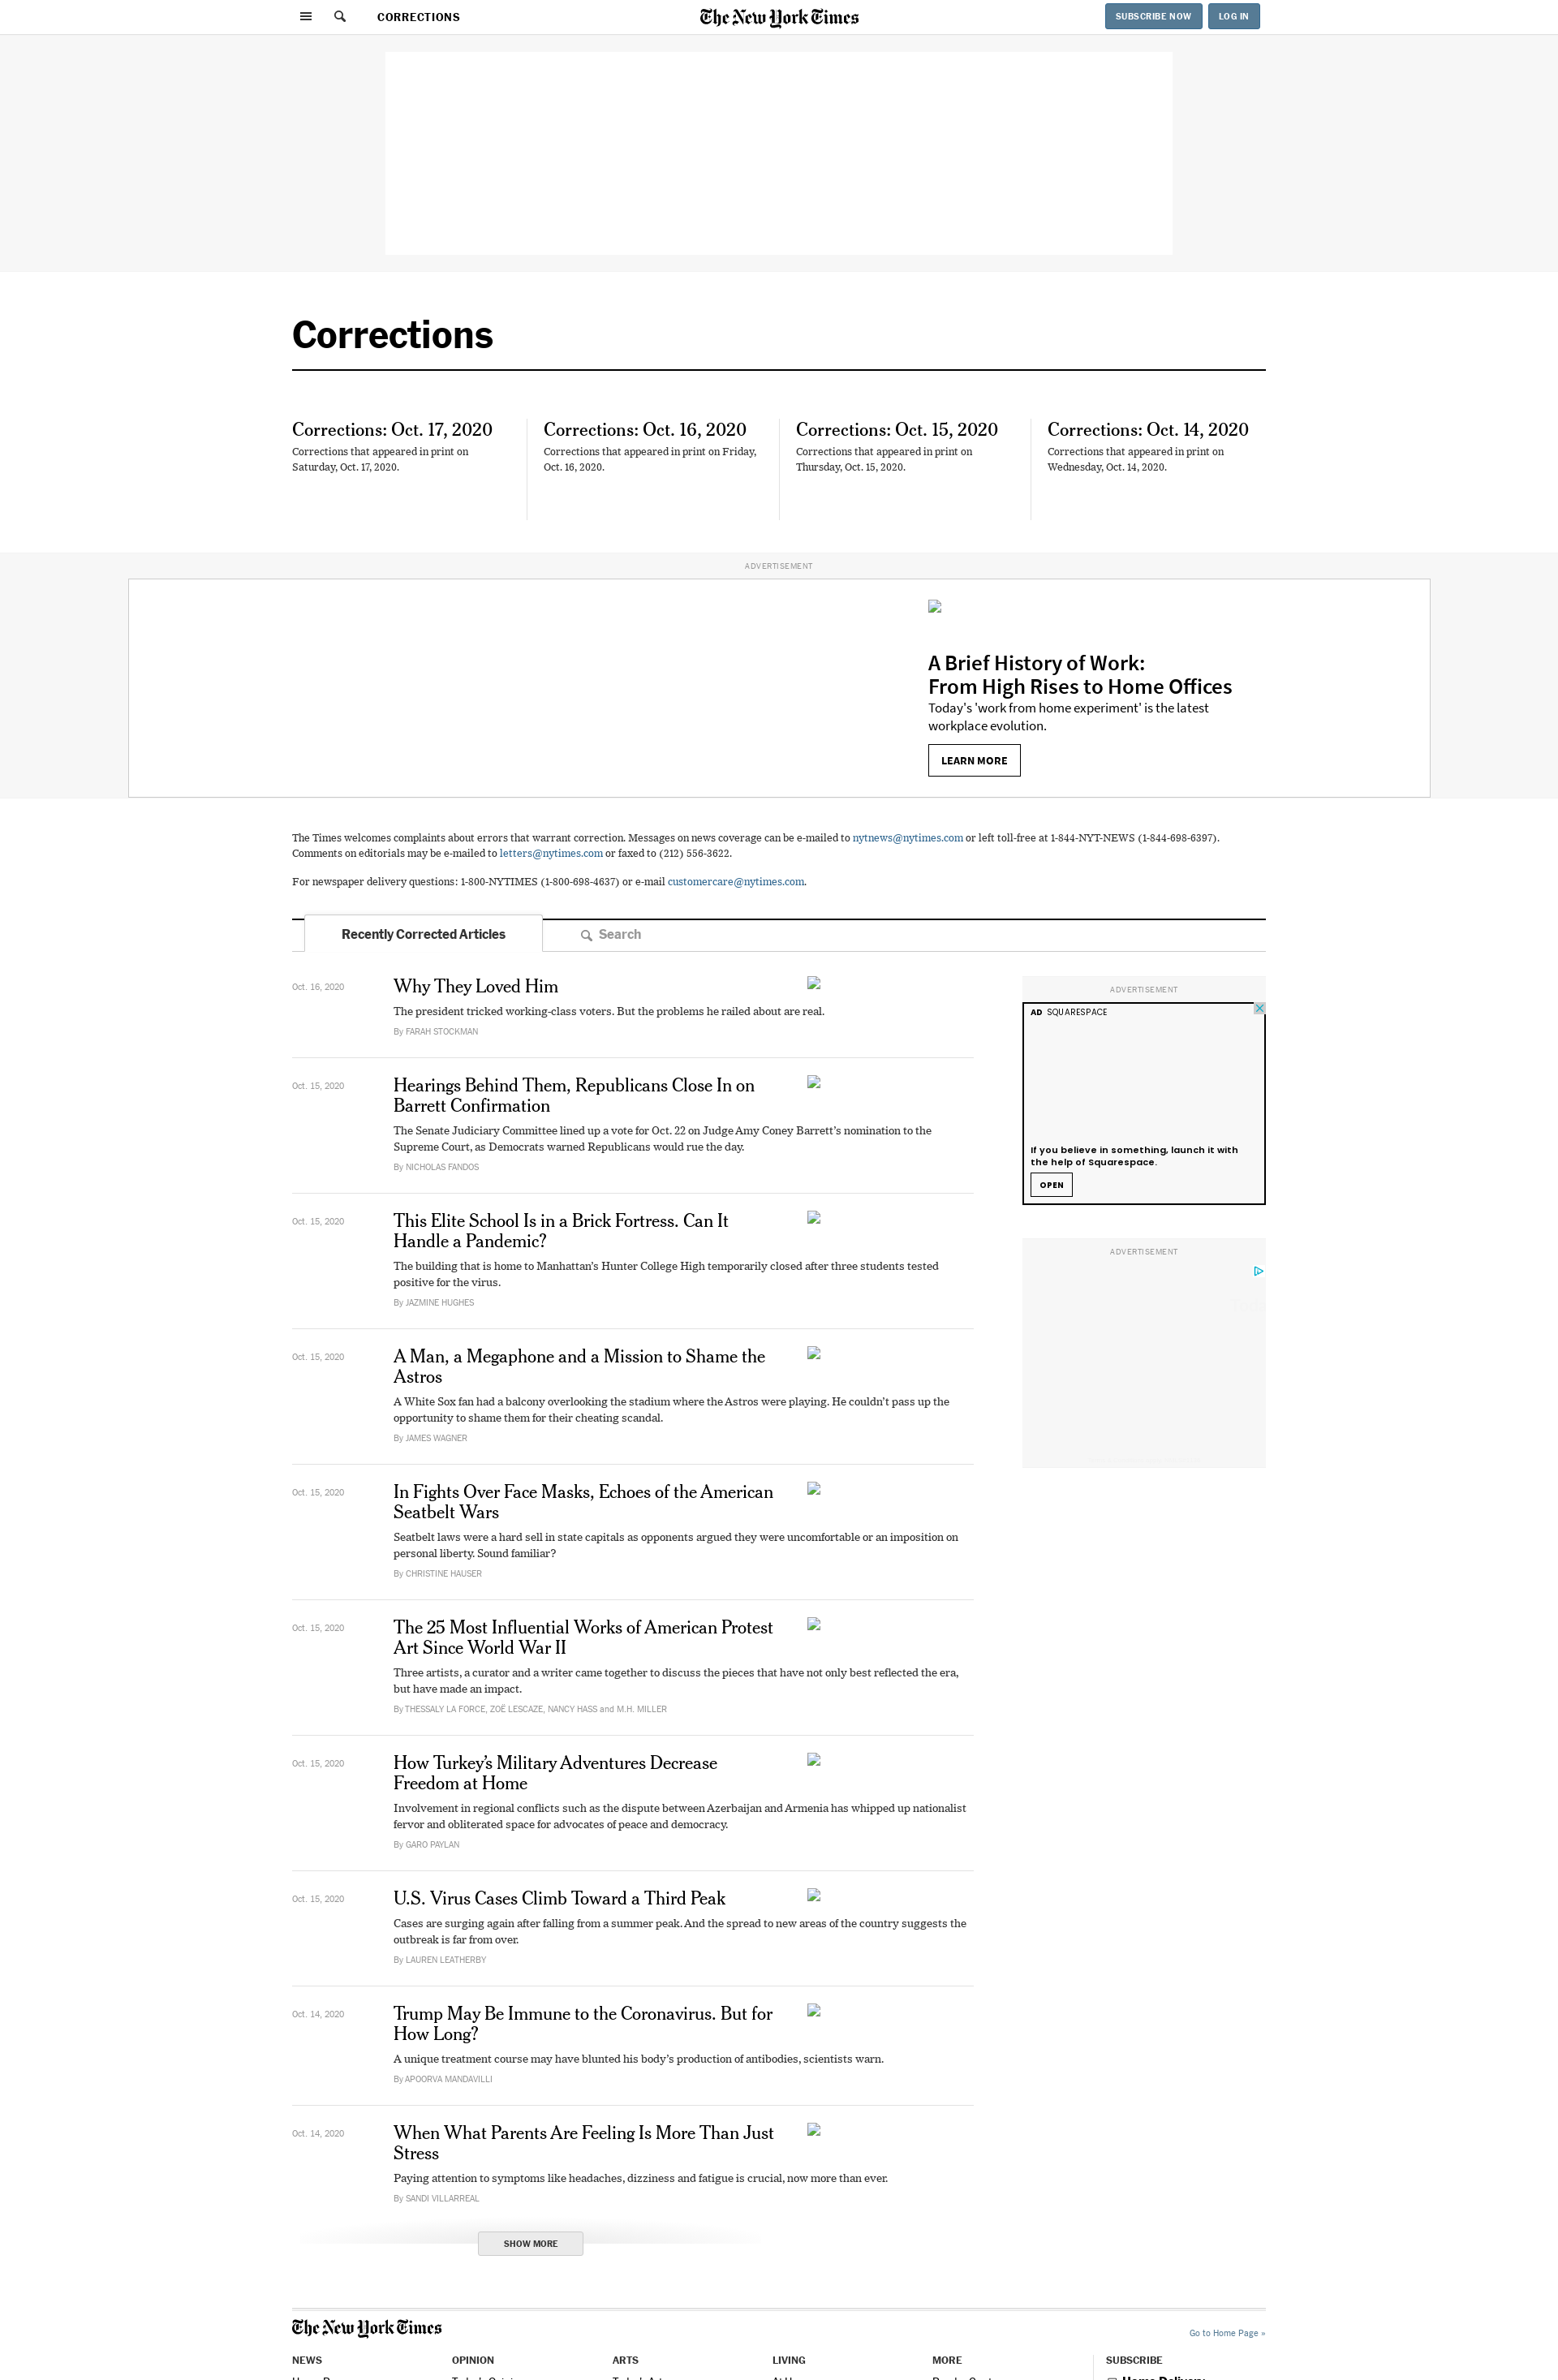 CORRECTIONS
The New York Times
SUBSCRIBE NOW
LOG IN
Corrections
Corrections: Oct. 17, 2020
Corrections that appeared in print on
Saturday, Oct. 17, 2020.
Corrections: Oct. 16, 2020
Corrections that appeared in print on Friday,
Oct. 16, 2020.
Corrections: Oct. 15, 2020
Corrections that appeared in print on
Thursday, Oct. 15, 2020.
Corrections: Oct. 14, 2020
Corrections that appeared in print on
Wednesday, Oct. 14, 2020.
ADVERTISEMENT
A Brief History of Work:
From High Rises to Home Offices
Today's 'work from home experiment' is the latest
workplace evolution.
LEARN MORE
The Times welcomes complaints about errors that warrant correction. Messages on news coverage can be e-mailed to nytnews@nytimes.com or left toll-free at 1-844-NYT-NEWS (1-844-698-6397).
Comments on editorials may be e-mailed to letters@nytimes.com or faxed to (212) 556-3622.
For newspaper delivery questions: 1-800-NYTIMES (1-800-698-4637) or e-mail customercare@nytimes.com.
Recently Corrected Articles
Search
Oct. 16, 2020
Why They Loved Him
The president tricked working-class voters. But the problems he railed about are real.
By FARAH STOCKMAN
Oct. 15, 2020
Hearings Behind Them, Republicans Close In on
Barrett Confirmation
The Senate Judiciary Committee lined up a vote for Oct. 22 on Judge Amy Coney Barrett's nomination to the
Supreme Court, as Democrats warned Republicans would rue the day.
By NICHOLAS FANDOS
Oct. 15, 2020
This Elite School Is in a Brick Fortress. Can It
Handle a Pandemic?
The building that is home to Manhattan's Hunter College High temporarily closed after three students tested
positive for the virus.
By JAZMINE HUGHES
Oct. 15, 2020
A Man, a Megaphone and a Mission to Shame the
Astros
A White Sox fan had a balcony overlooking the stadium where the Astros were playing. He couldn't pass up the
opportunity to shame them for their cheating scandal.
By JAMES WAGNER
Oct. 15, 2020
In Fights Over Face Masks, Echoes of the American
Seatbelt Wars
Seatbelt laws were a hard sell in state capitals as opponents argued they were uncomfortable or an imposition on
personal liberty. Sound familiar?
By CHRISTINE HAUSER
Oct. 15, 2020
The 25 Most Influential Works of American Protest
Art Since World War II
Three artists, a curator and a writer came together to discuss the pieces that have not only best reflected the era,
but have made an impact.
By THESSALY LA FORCE, ZOË LESCAZE, NANCY HASS and M.H. MILLER
Oct. 15, 2020
How Turkey's Military Adventures Decrease
Freedom at Home
Involvement in regional conflicts such as the dispute between Azerbaijan and Armenia has whipped up nationalist
fervor and obliterated space for advocates of peace and democracy.
By GARO PAYLAN
Oct. 15, 2020
U.S. Virus Cases Climb Toward a Third Peak
Cases are surging again after falling from a summer peak. And the spread to new areas of the country suggests the
outbreak is far from over.
By LAUREN LEATHERBY
Oct. 14, 2020
Trump May Be Immune to the Coronavirus. But for
How Long?
A unique treatment course may have blunted his body's production of antibodies, scientists warn.
By APOORVA MANDAVILLI
Oct. 14, 2020
When What Parents Are Feeling Is More Than Just
Stress
Paying attention to symptoms like headaches, dizziness and fatigue is crucial, now more than ever.
By SANDI VILLARREAL
SHOW MORE
ADVERTISEMENT
AD SQUARESPACE
If you believe in something, launch it with
the help of Squarespace.
OPEN
ADVERTISEMENT
The New York Times
Go to Home Page »
NEWS
OPINION
ARTS
LIVING
MORE
SUBSCRIBE